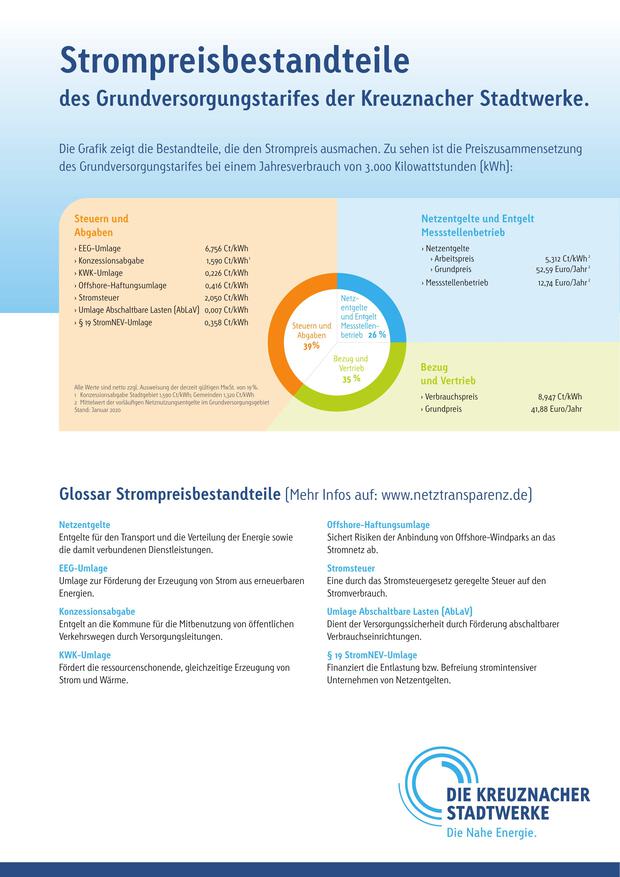 Strompreisbestandteile
des Grundversorgungstarifes der Kreuznacher Stadtwerke.
Die Grafik zeigt die Bestandteile, die den Strompreis ausmachen. Zu sehen ist die Preiszusammensetzung
des Grundversorgungstarifes bei einem Jahresverbrauch von 3.000 Kilowattstunden (kWh):
Steuern und
Abgaben
› EEG-Umlage 6,756 Ct/kWh
› Konzessionsabgabe 1,590 Ct/kWh¹
› KWK-Umlage 0,226 Ct/kWh
› Offshore-Haftungsumlage 0,416 Ct/kWh
› Stromsteuer 2,050 Ct/kWh
› Umlage Abschaltbare Lasten (AbLaV) 0,007 Ct/kWh
› § 19 StromNEV-Umlage 0,358 Ct/kWh
Alle Werte sind netto zzgl. Ausweisung der derzeit gültigen MwSt. von 19%.
1 Konzessionsabgabe Stadtgebiet 1,590 Ct/kWh; Gemeinden 1,320 Ct/kWh
2 Mittelwert der vorläufigen Netznutzungsentgelte im Grundversorgungsgebiet
Stand: Januar 2020
Netzentgelte und Entgelt
Messstellenbetrieb
› Netzentgelte
› Arbeitspreis 5,312 Ct/kWh²
› Grundpreis 52,59 Euro/Jahr²
› Messstellenbetrieb 12,74 Euro/Jahr²
Steuern und
Abgaben
39%
Netz-
entgelte
und Entgelt
Messstellen-
betrieb 26 %
Bezug und
Vertrieb
35 %
Bezug
und Vertrieb
› Verbrauchspreis 8,947 Ct/kWh
› Grundpreis 41,88 Euro/Jahr
Glossar Strompreisbestandteile (Mehr Infos auf: www.netztransparenz.de)
Netzentgelte
Entgelte für den Transport und die Verteilung der Energie sowie
die damit verbundenen Dienstleistungen.
EEG-Umlage
Umlage zur Förderung der Erzeugung von Strom aus erneuerbaren
Energien.
Konzessionsabgabe
Entgelt an die Kommune für die Mitbenutzung von öffentlichen
Verkehrswegen durch Versorgungsleitungen.
KWK-Umlage
Fördert die ressourcenschonende, gleichzeitige Erzeugung von
Strom und Wärme.
Offshore-Haftungsumlage
Sichert Risiken der Anbindung von Offshore-Windparks an das
Stromnetz ab.
Stromsteuer
Eine durch das Stromsteuergesetz geregelte Steuer auf den
Stromverbrauch.
Umlage Abschaltbare Lasten (AbLaV)
Dient der Versorgungssicherheit durch Förderung abschaltbarer
Verbrauchseinrichtungen.
§ 19 StromNEV-Umlage
Finanziert die Entlastung bzw. Befreiung stromintensiver
Unternehmen von Netzentgelten.
DIE KREUZNACHER
STADTWERKE
Die Nahe Energie.